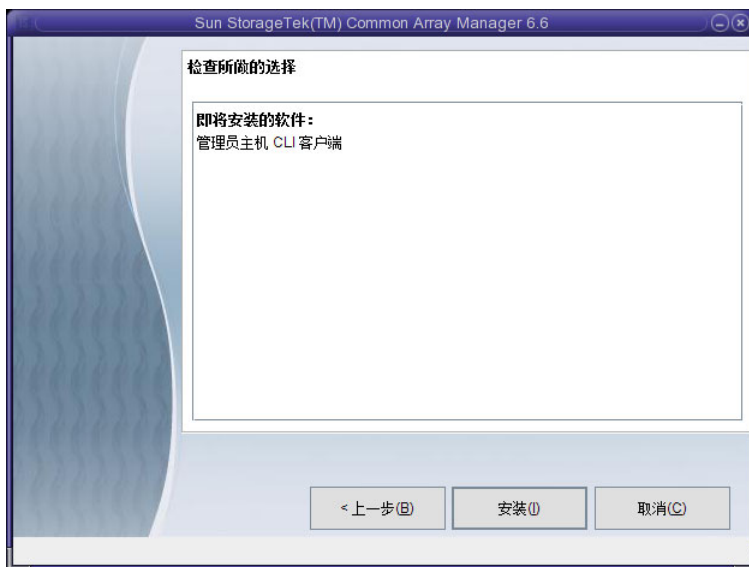 Sun StorageTek(TM) Common Array Manager 6.6
检查所做的选择
即将安装的软件：
管理员主机 CLI 客户端
< 上一步(B)
安装(I)
取消(C)